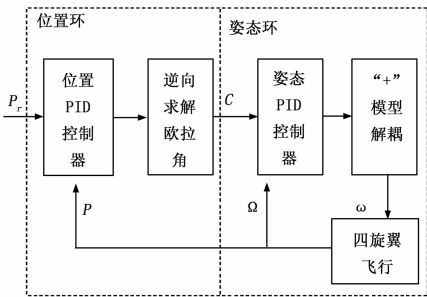 位置环
姿态环
P_r
位置
PID
控制
器
逆向
求解
欧拉
角
C
姿态
PID
控制
器
“+”
模型
解耦
P
Ω
ω
四旋翼
飞行